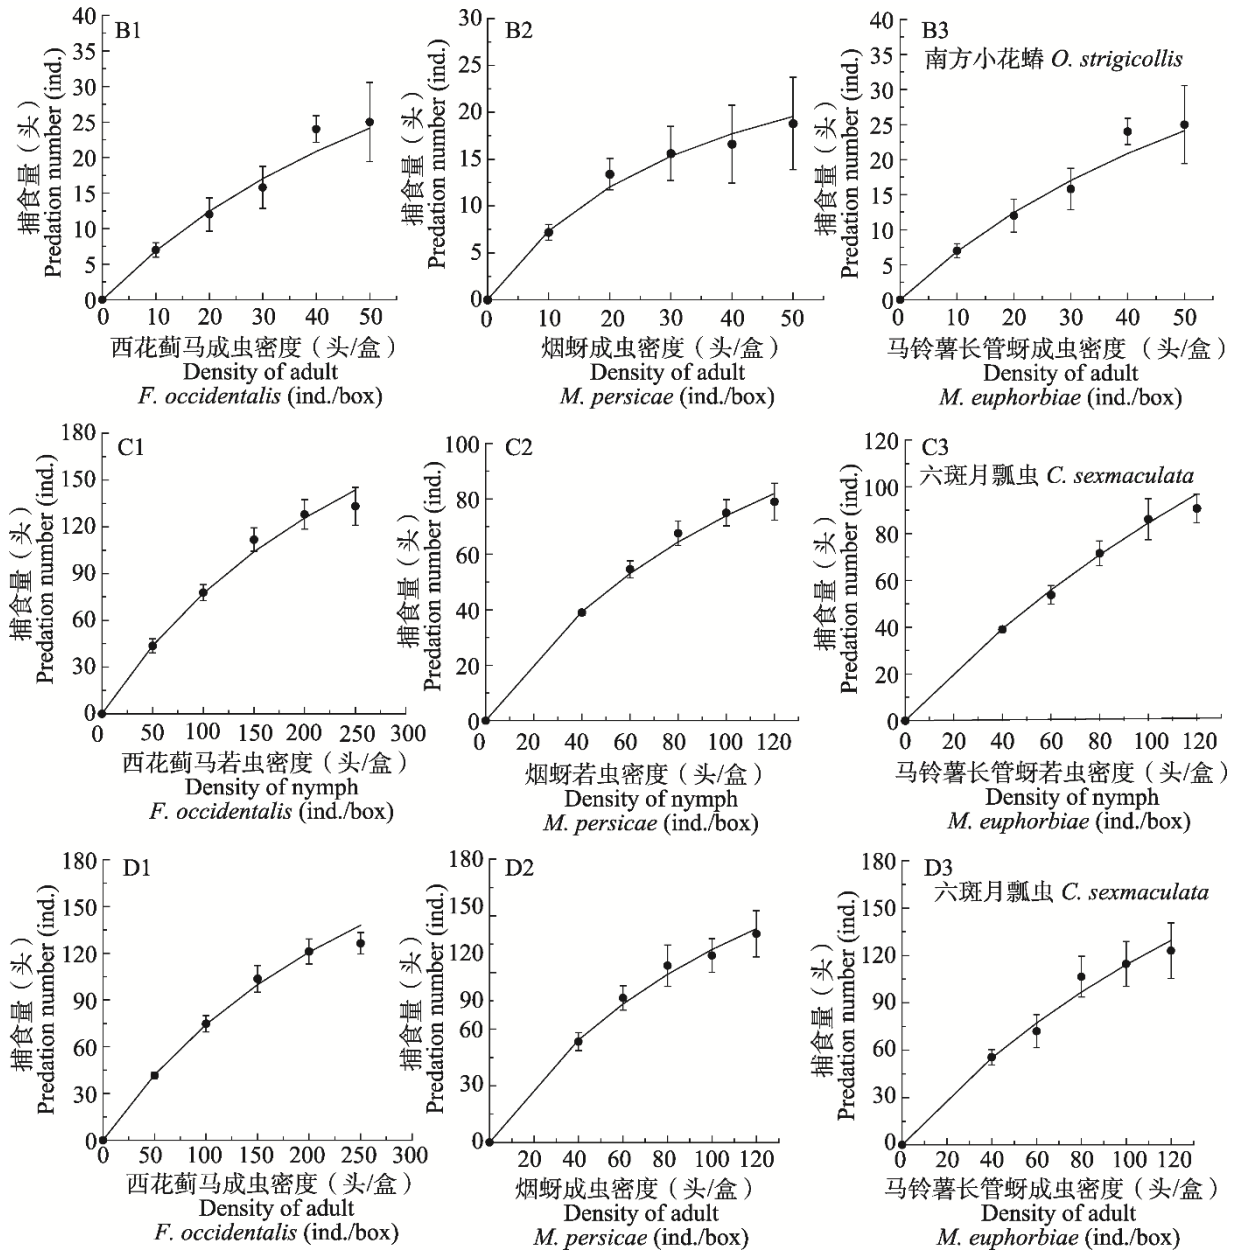 B1
40
35
30
25
20
15
10
5
0
捕食量（头）
Predation number (ind.)
0 10 20 30 40 50
西花蓟马成虫密度（头/盒）
Density of adult
F. occidentalis (ind./box)
B2
30
25
20
15
10
5
0
捕食量（头）
Predation number (ind.)
0 10 20 30 40 50
烟蚜成虫密度（头/盒）
Density of adult
M. persicae (ind./box)
B3
南方小花蝽 O. strigicollis
40
35
30
25
20
15
10
5
0
捕食量（头）
Predation number (ind.)
0 10 20 30 40 50
马铃薯长管蚜成虫密度（头/盒）
Density of adult
M. euphorbiae (ind./box)
C1
180
150
120
90
60
30
0
捕食量（头）
Predation number (ind.)
0 50 100 150 200 250 300
西花蓟马若虫密度（头/盒）
Density of nymph
F. occidentalis (ind./box)
C2
100
80
60
40
20
0
捕食量（头）
Predation number (ind.)
0 20 40 60 80 100 120
烟蚜若虫密度（头/盒）
Density of nymph
M. persicae (ind./box)
C3
六斑月瓢虫 C. sexmaculata
120
100
80
60
40
20
0
捕食量（头）
Predation number (ind.)
0 20 40 60 80 100 120
马铃薯长管蚜若虫密度（头/盒）
Density of nymph
M. euphorbiae (ind./box)
D1
180
150
120
90
60
30
0
捕食量（头）
Predation number (ind.)
0 50 100 150 200 250 300
西花蓟马成虫密度（头/盒）
Density of adult
F. occidentalis (ind./box)
D2
180
150
120
90
60
30
0
捕食量（头）
Predation number (ind.)
20 40 60 80 100 120
烟蚜成虫密度（头/盒）
Density of adult
M. persicae (ind./box)
D3
六斑月瓢虫 C. sexmaculata
180
150
120
90
60
30
0
捕食量（头）
Predation number (ind.)
0 20 40 60 80 100 120
马铃薯长管蚜成虫密度（头/盒）
Density of adult
M. euphorbiae (ind./box)